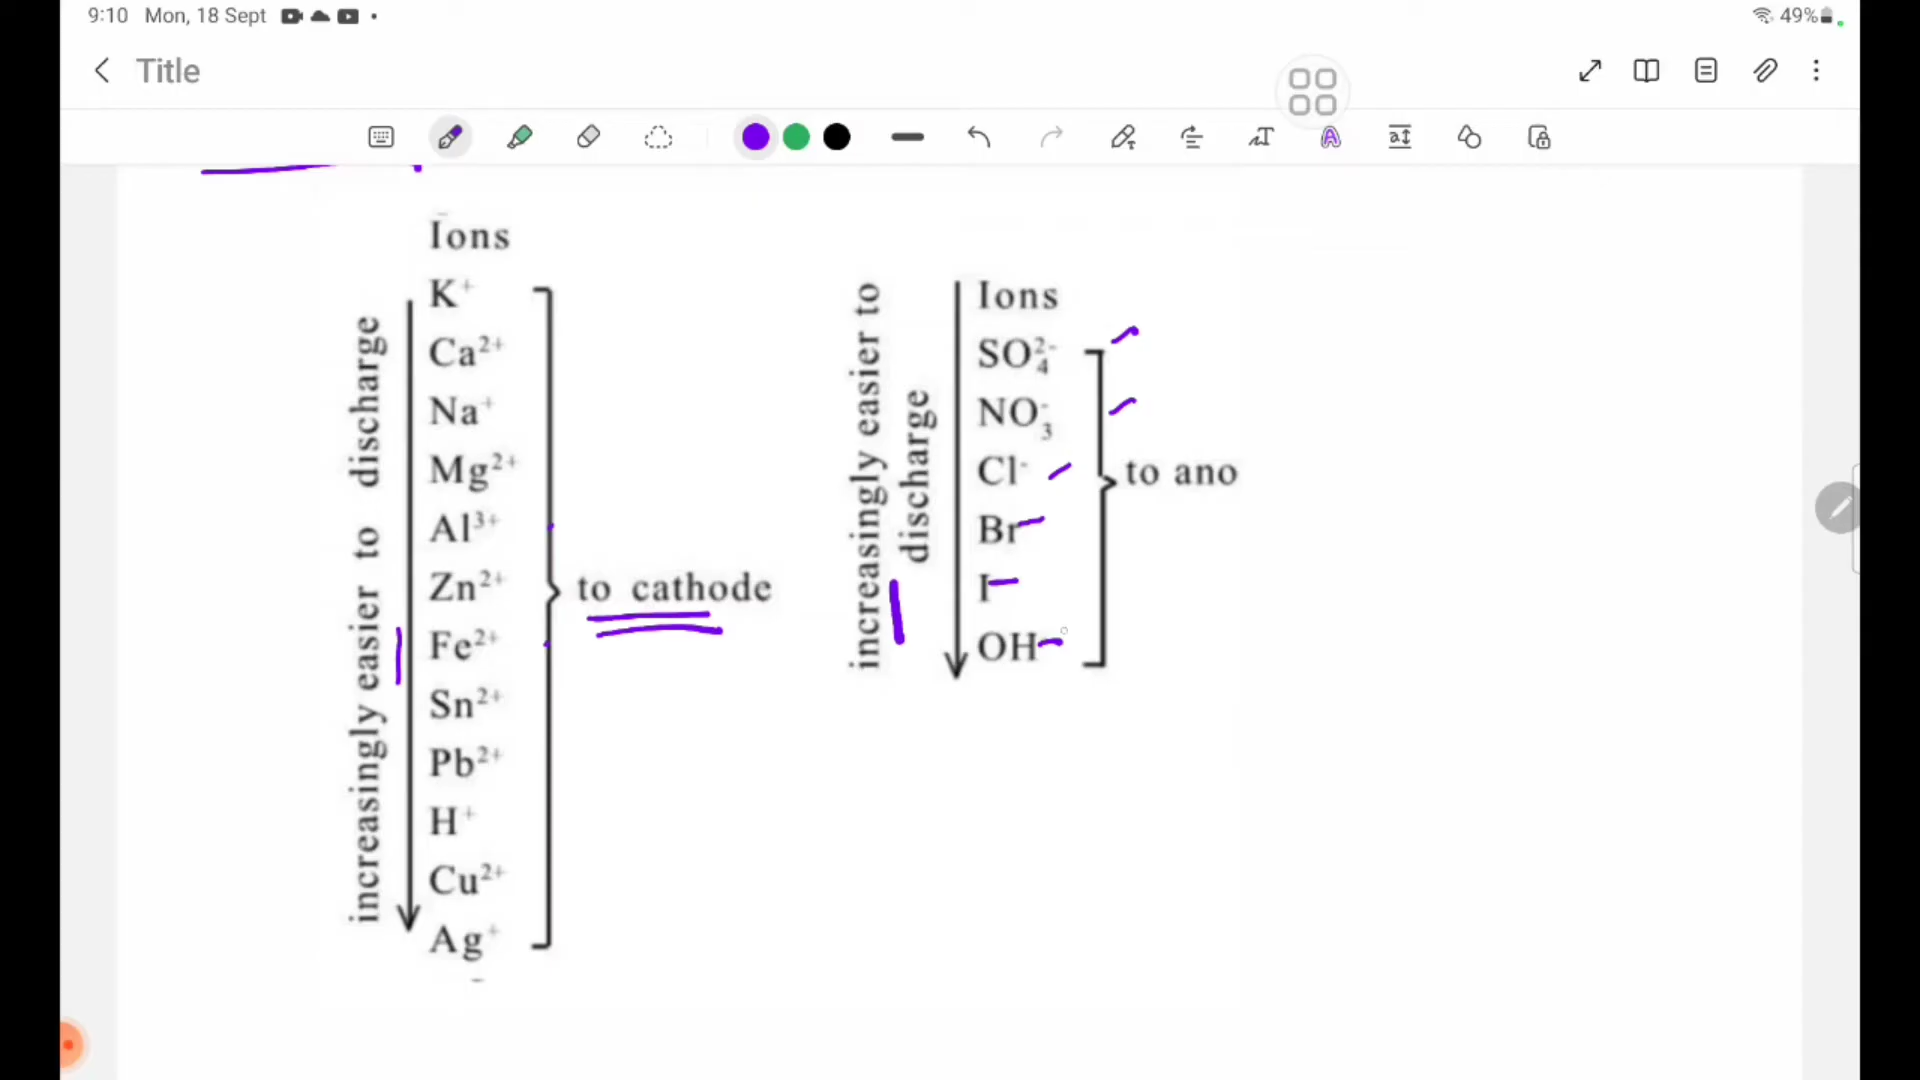 9:10 Mon, 18 Sept
49%
Title
Ions
K⁺
Ca²⁺
Na⁺
Mg²⁺
Al³⁺
Zn²⁺
Fe²⁺
Sn²⁺
Pb²⁺
H⁺
Cu²⁺
Ag⁺
increasingly easier to discharge
to cathode
increasingly easier to
discharge
Ions
SO₄²⁻
NO₃⁻
Cl⁻
Br⁻
I⁻
OH⁻
to ano